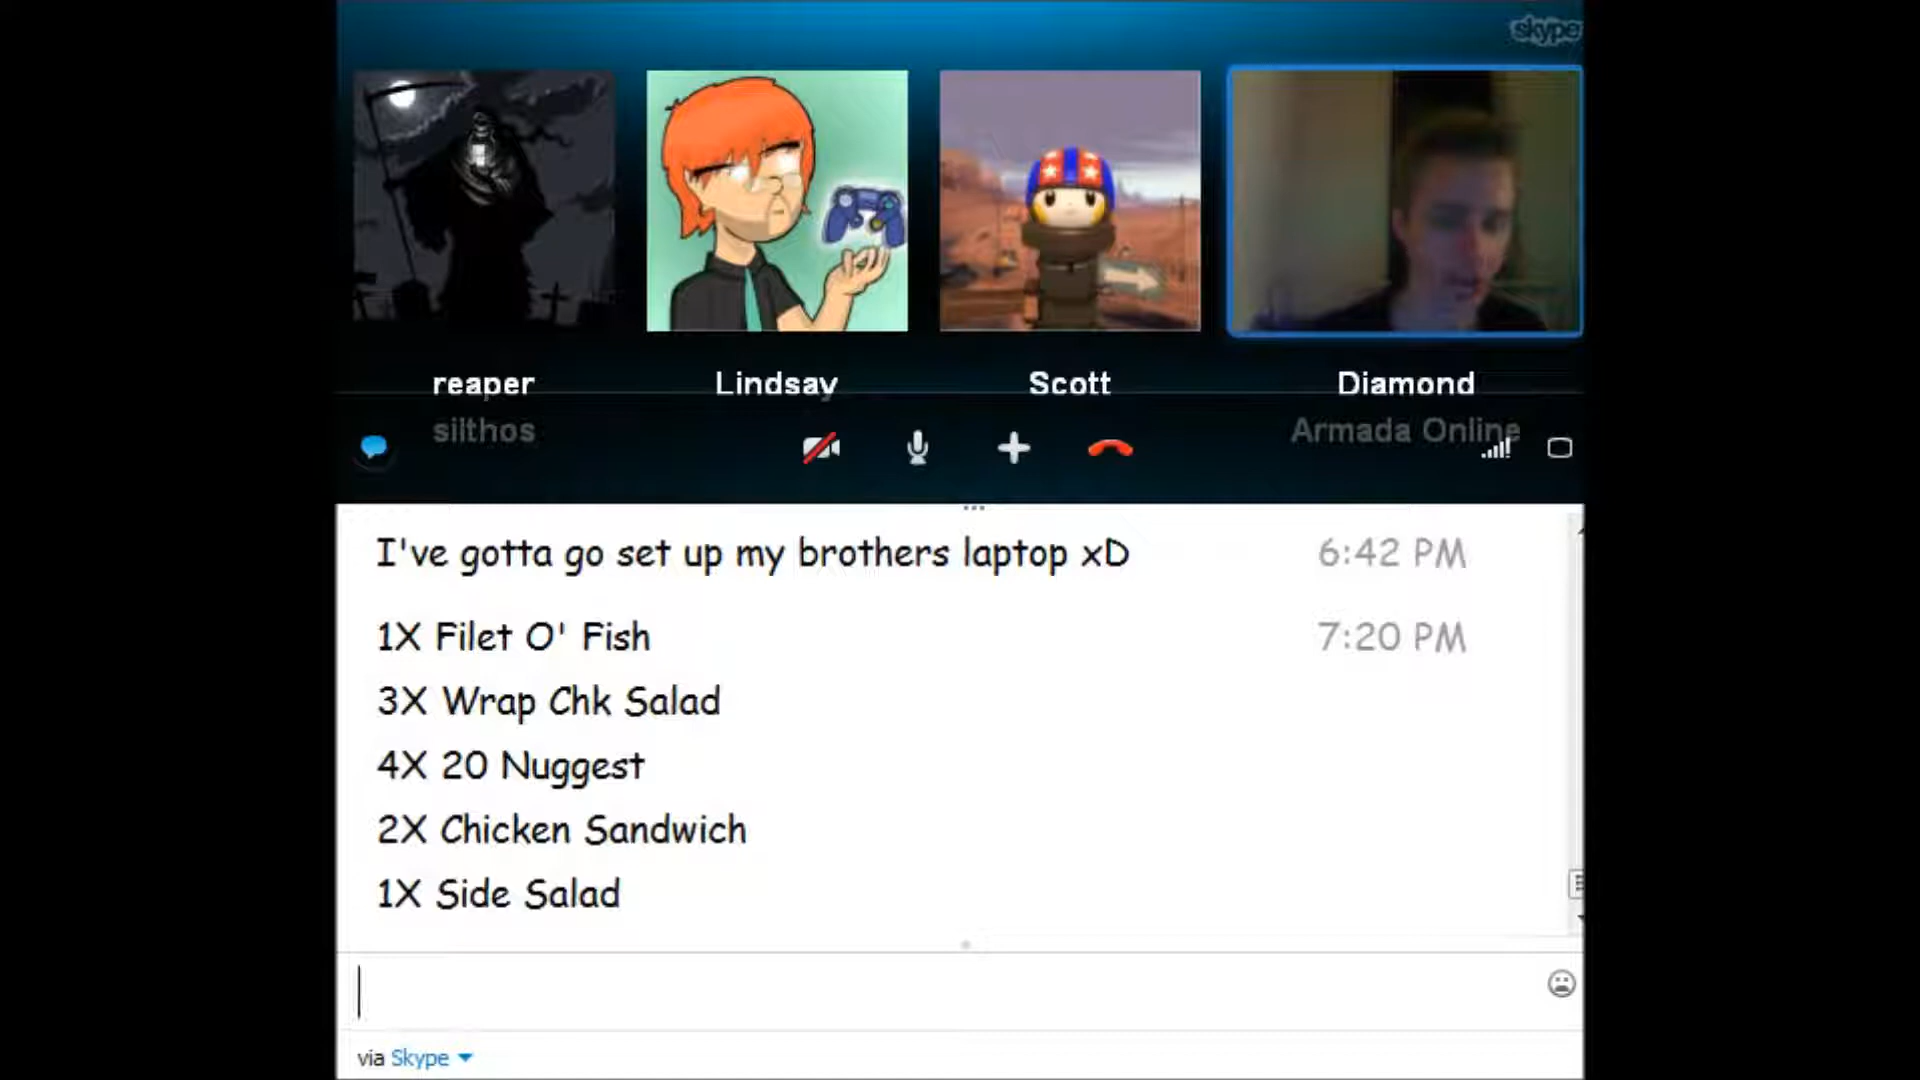 skype
reaper
Lindsay
Scott
Diamond
silthos
Armada Online
I've gotta go set up my brothers laptop xD
6:42 PM
1X Filet O' Fish
7:20 PM
3X Wrap Chk Salad
4X 20 Nuggest
2X Chicken Sandwich
1X Side Salad
via Skype